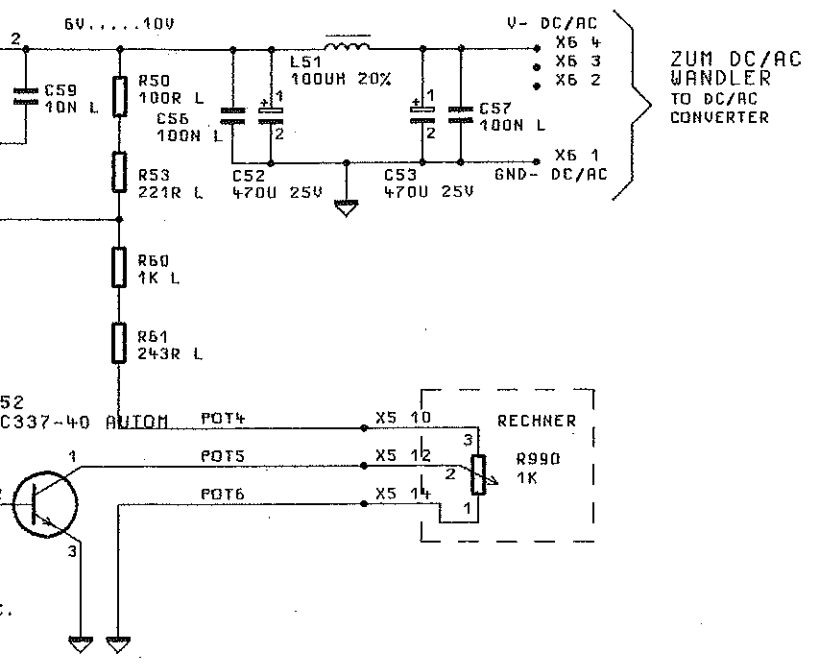 6V.....10V
2
V- DC/AC
X6 4
X6 3
X6 2
ZUM DC/AC
WANDLER
TO DC/AC
CONVERTER
L51
100UH 20%
C59
10N L
R50
100R L
C56
100N L
+ 1
2
+ 1
2
C57
100N L
X6 1
GND- DC/AC
R53
221R L
C52
470U 25V
C53
470U 25V
R60
1K L
R61
243R L
52
C337-40 AUTOM
POT4
X5 10
RECHNER
3
1
POT5
X5 12
2
R990
1K
POT6
X5 14
1
3